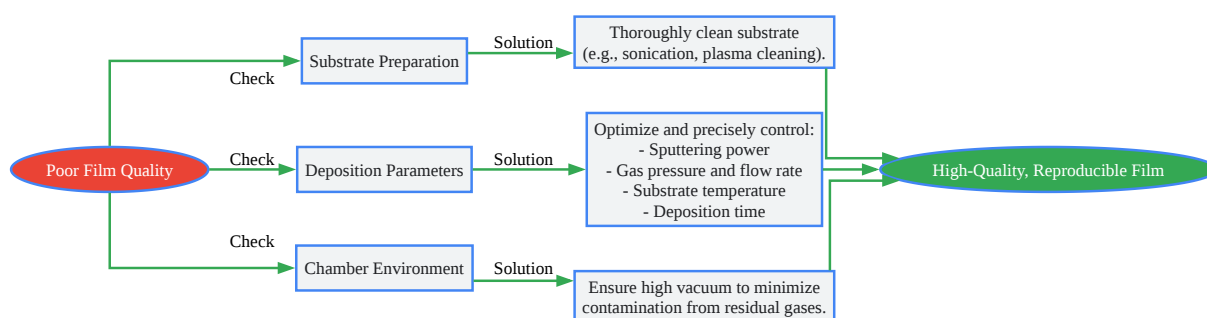 Poor Film Quality
Check
Substrate Preparation
Solution
Thoroughly clean substrate
(e.g., sonication, plasma cleaning).
Check
Deposition Parameters
Solution
Optimize and precisely control:
- Sputtering power
- Gas pressure and flow rate
- Substrate temperature
- Deposition time
Check
Chamber Environment
Solution
Ensure high vacuum to minimize
contamination from residual gases.
High-Quality, Reproducible Film